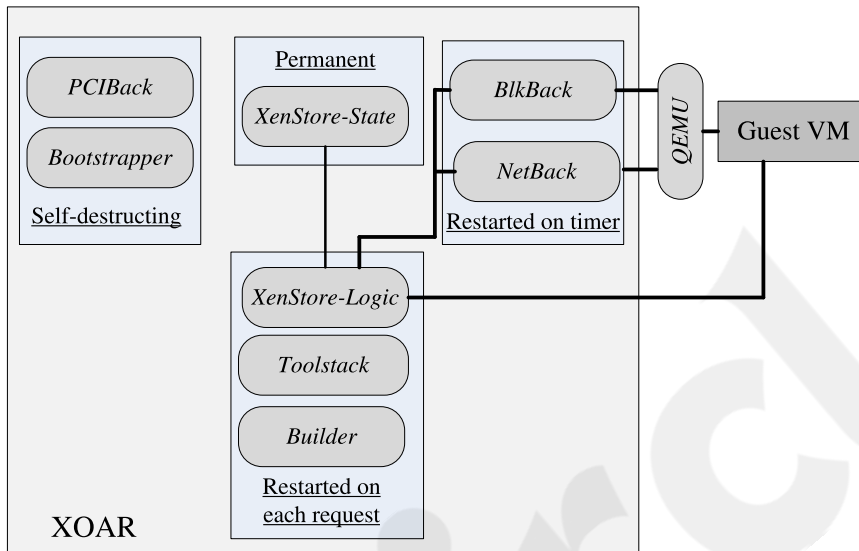 PCIBack
Bootstrapper
Self-destructing
Permanent
XenStore-State
BlkBack
NetBack
Restarted on timer
QEMU
Guest VM
XenStore-Logic
Toolstack
Builder
Restarted on
each request
XOAR